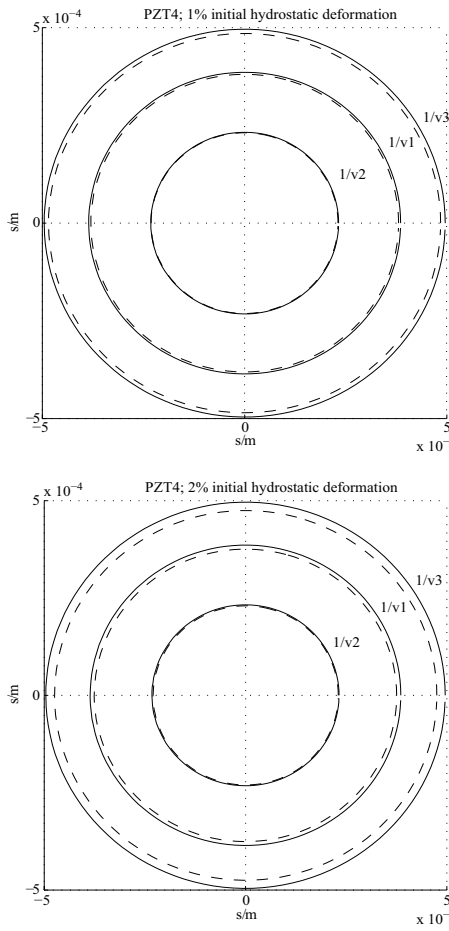 PZT4; 1% initial hydrostatic deformation
5 x 10⁻⁴
1/v3
1/v1
1/v2
s/m
0
−5
−5 0 5
s/m
x 10⁻
PZT4; 2% initial hydrostatic deformation
5 x 10⁻⁴
1/v3
1/v1
1/v2
s/m
0
−5
−5 0 5
s/m
x 10⁻